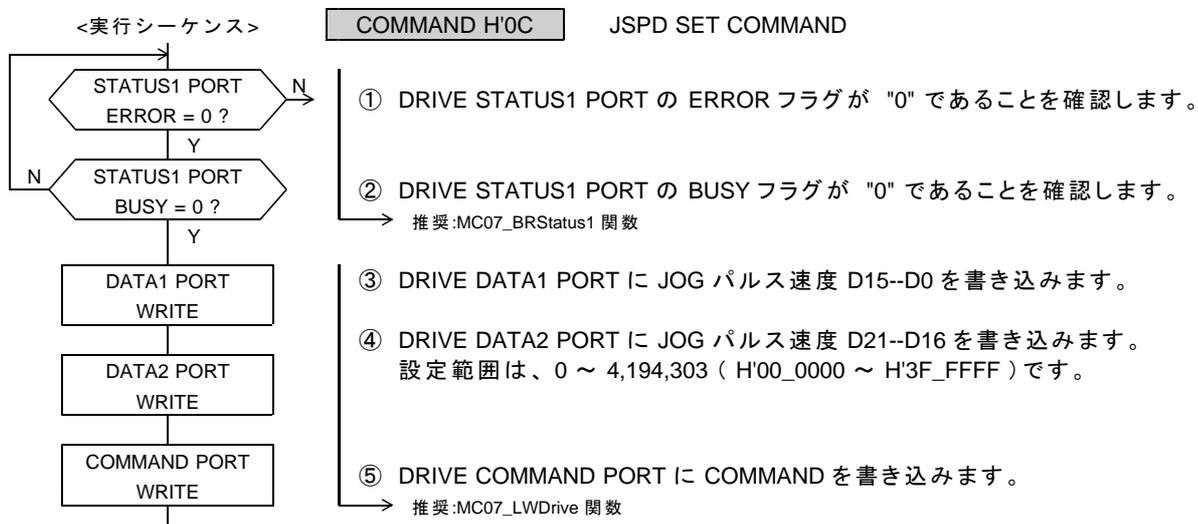 <実行シーケンス>
COMMAND H'0C
JSPD SET COMMAND
STATUS1 PORT
ERROR = 0 ?
N
Y
STATUS1 PORT
BUSY = 0 ?
N
Y
DATA1 PORT
WRITE
DATA2 PORT
WRITE
COMMAND PORT
WRITE
① DRIVE STATUS1 PORT の ERROR フラグが "0" であることを確認します。
② DRIVE STATUS1 PORT の BUSY フラグが "0" であることを確認します。
推奨:MC07_BRStatus1 関数
③ DRIVE DATA1 PORT に JOG パルス速度 D15--D0 を書き込みます。
④ DRIVE DATA2 PORT に JOG パルス速度 D21--D16 を書き込みます。
設定範囲は、0 ～ 4,194,303 ( H'00_0000 ～ H'3F_FFFF ) です。
⑤ DRIVE COMMAND PORT に COMMAND を書き込みます。
推奨:MC07_LWDrive 関数